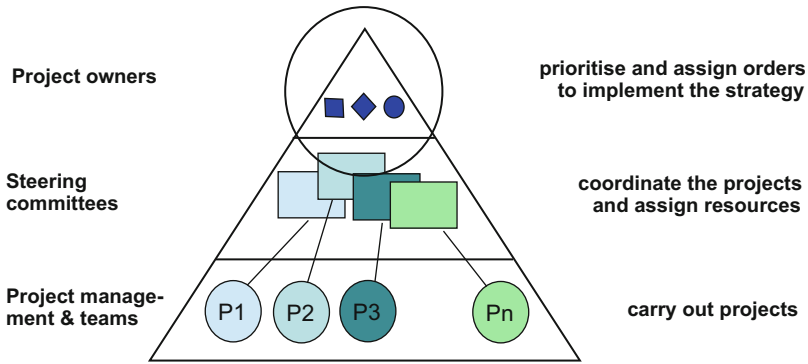 Project owners
prioritise and assign orders
to implement the strategy
Steering
committees
coordinate the projects
and assign resources
Project manage-
ment & teams
P1
P2
P3
Pn
carry out projects